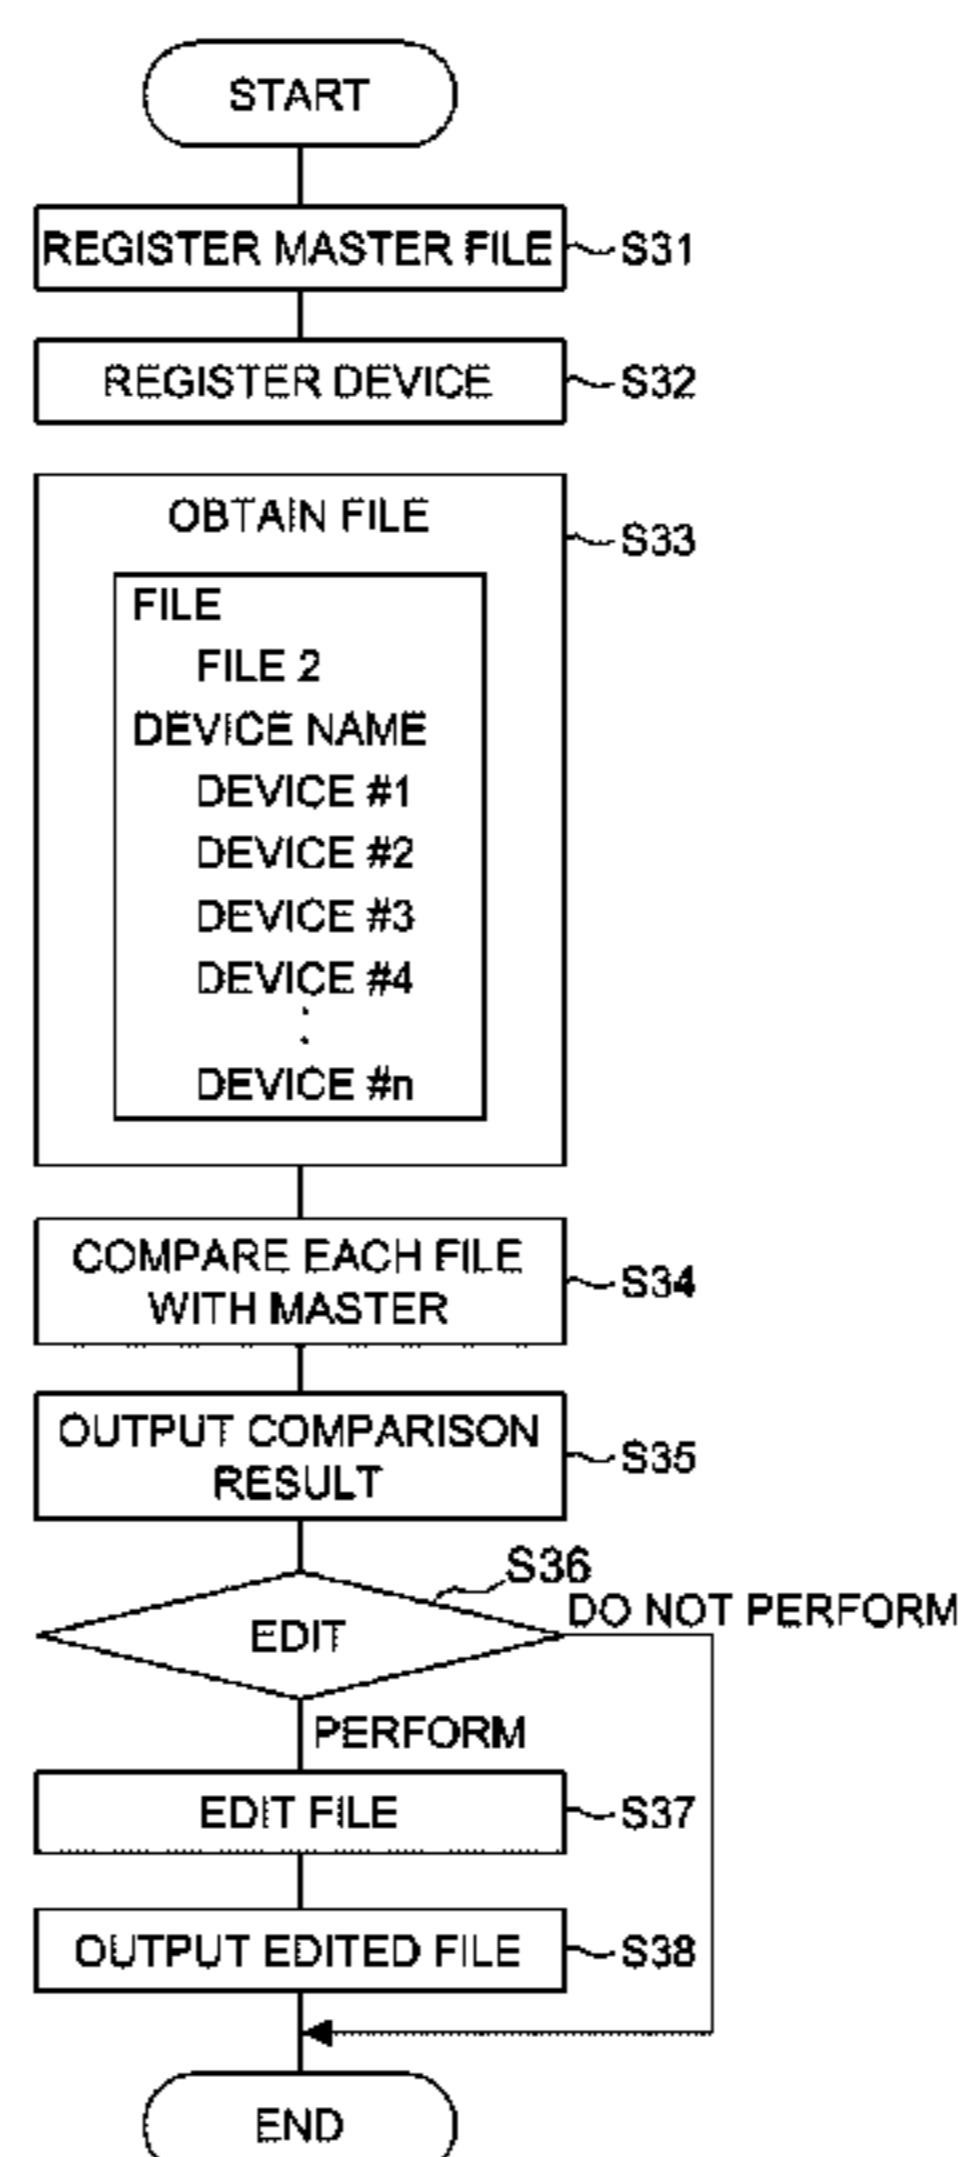 START
REGISTER MASTER FILE
S31
REGISTER DEVICE
S32
OBTAIN FILE
S33
FILE
FILE 2
DEVICE NAME
DEVICE #1
DEVICE #2
DEVICE #3
DEVICE #4
DEVICE #n
COMPARE EACH FILE
WITH MASTER
S34
OUTPUT COMPARISON
RESULT
S35
S36
DO NOT PERFORM
EDIT
PERFORM
EDIT FILE
S37
OUTPUT EDITED FILE
S38
END